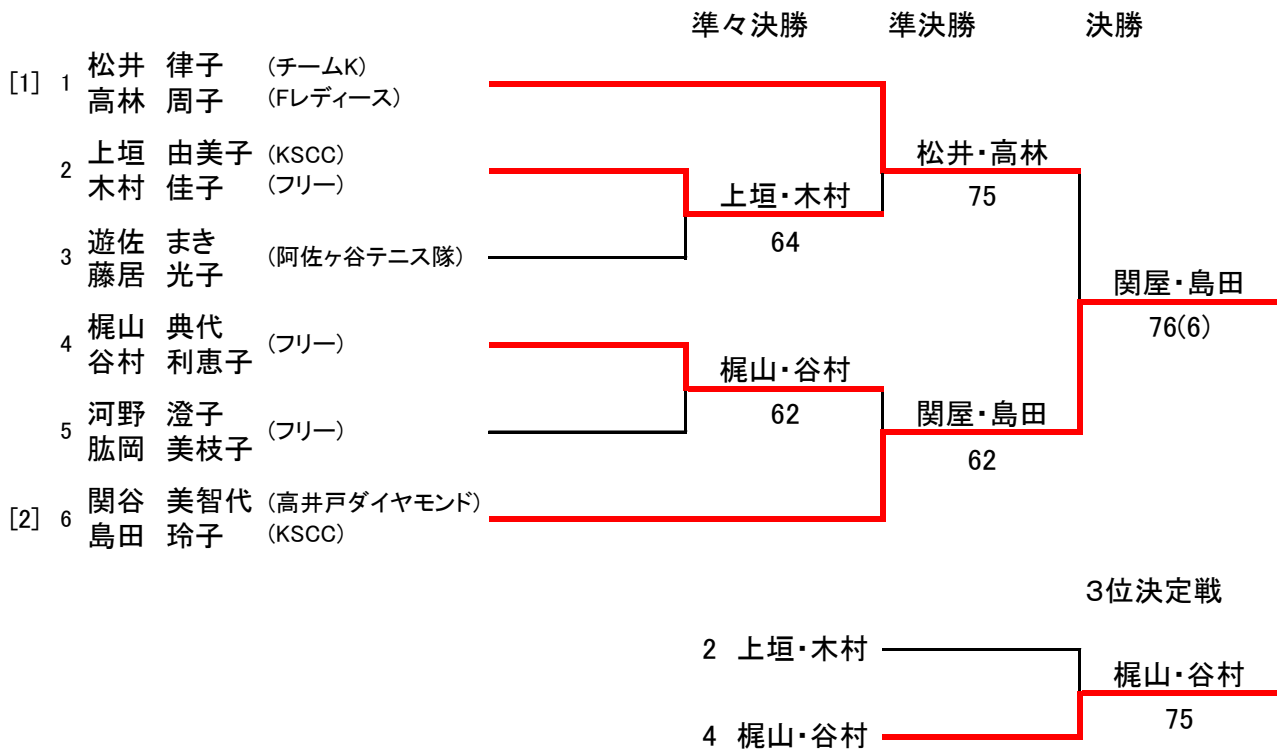 準々決勝 準決勝 決勝
[1] 1 松井 律子 (チームK)
高林 周子 (Fレディース)
2 上垣 由美子 (KSCC)
木村 佳子 (フリー)
松井・高林
75
上垣・木村
64
3 遊佐 まき (阿佐ヶ谷テニス隊)
藤居 光子
関屋・島田
76(6)
4 梶山 典代 (フリー)
谷村 利恵子
梶山・谷村
62
5 河野 澄子 (フリー)
肱岡 美枝子
関屋・島田
62
[2] 6 関谷 美智代 (高井戸ダイヤモンド)
島田 玲子 (KSCC)
3位決定戦
2 上垣・木村
梶山・谷村
75
4 梶山・谷村